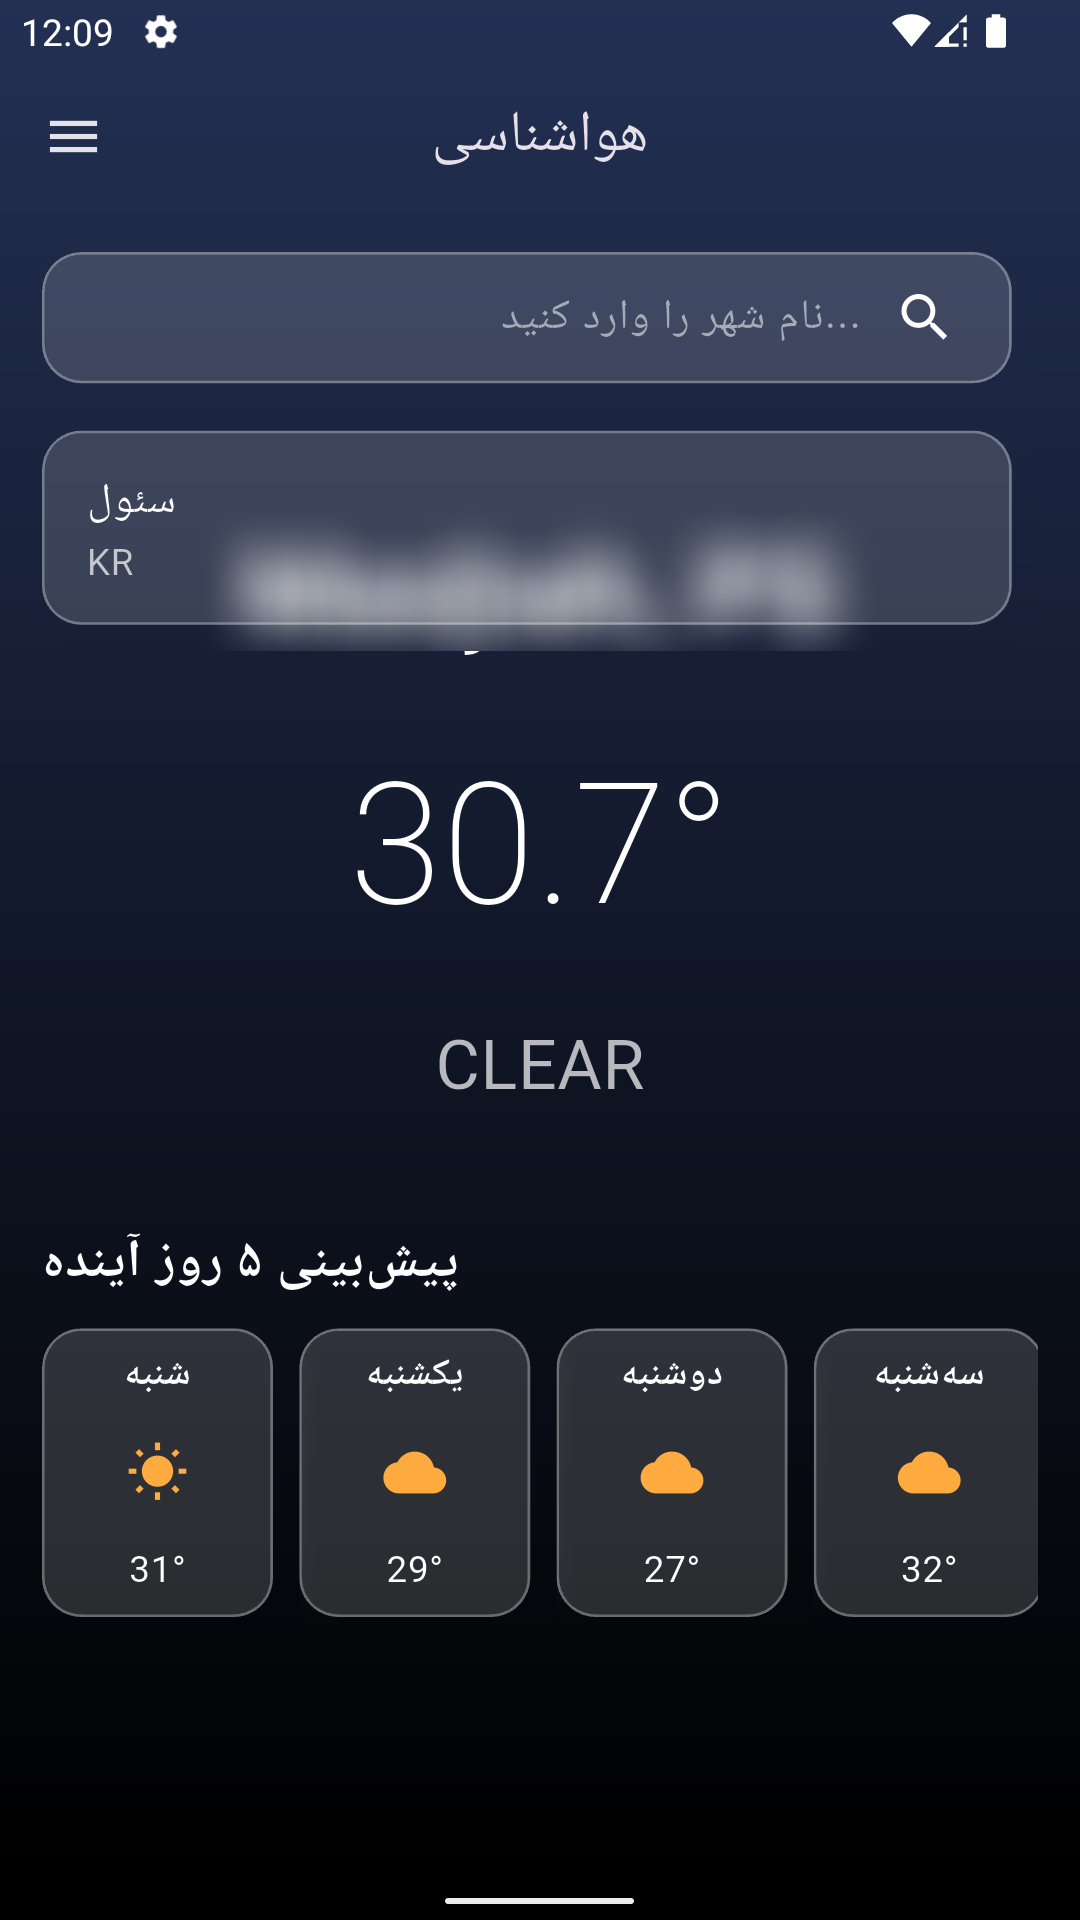 12:09
هواشناسی
نام شهر را وارد کنید...
سئول
KR
30.7°
CLEAR
پیش‌بینی ۵ روز آینده
شنبه
یکشنبه
دوشنبه
سه‌شنبه
31°
29°
27°
32°